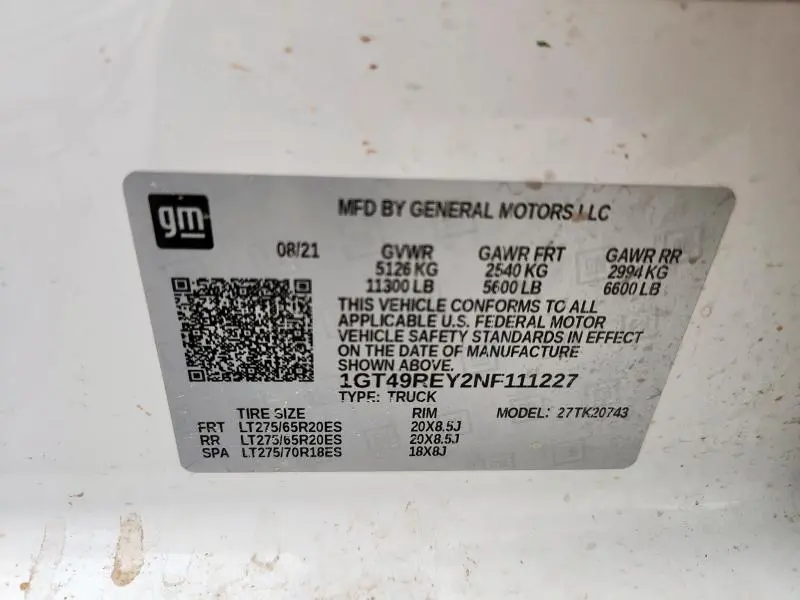 gm
MFD BY GENERAL MOTORS LLC
08/21 GVWR GAWR FRT GAWR RR
5126 KG 2540 KG 2994 KG
11300 LB 5600 LB 6600 LB
THIS VEHICLE CONFORMS TO ALL
APPLICABLE U.S. FEDERAL MOTOR
VEHICLE SAFETY STANDARDS IN EFFECT
ON THE DATE OF MANUFACTURE
SHOWN ABOVE.
1GT49REY2NF111227
TYPE: TRUCK
TIRE SIZE RIM MODEL: 27TK20743
FRT LT275/65R20ES 20X8.5J
RR LT275/65R20ES 20X8.5J
SPA LT275/70R18ES 18X8J